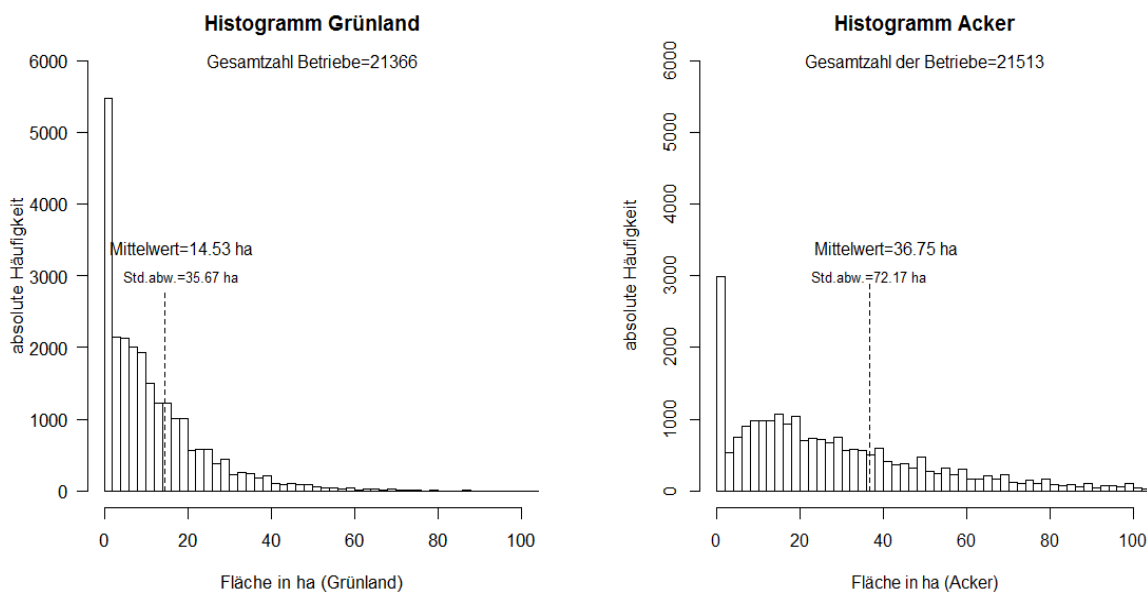 Histogramm Grünland
Gesamtzahl Betriebe=21366
6000
5000
4000
3000
2000
1000
0
absolute Häufigkeit
Mittelwert=14.53 ha
Std.abw.=35.67 ha
0 20 40 60 80 100
Fläche in ha (Grünland)
Histogramm Acker
Gesamtzahl der Betriebe=21513
6000
5000
4000
3000
2000
1000
0
absolute Häufigkeit
Mittelwert=36.75 ha
Std.abw.=72.17 ha
0 20 40 60 80 100
Fläche in ha (Acker)